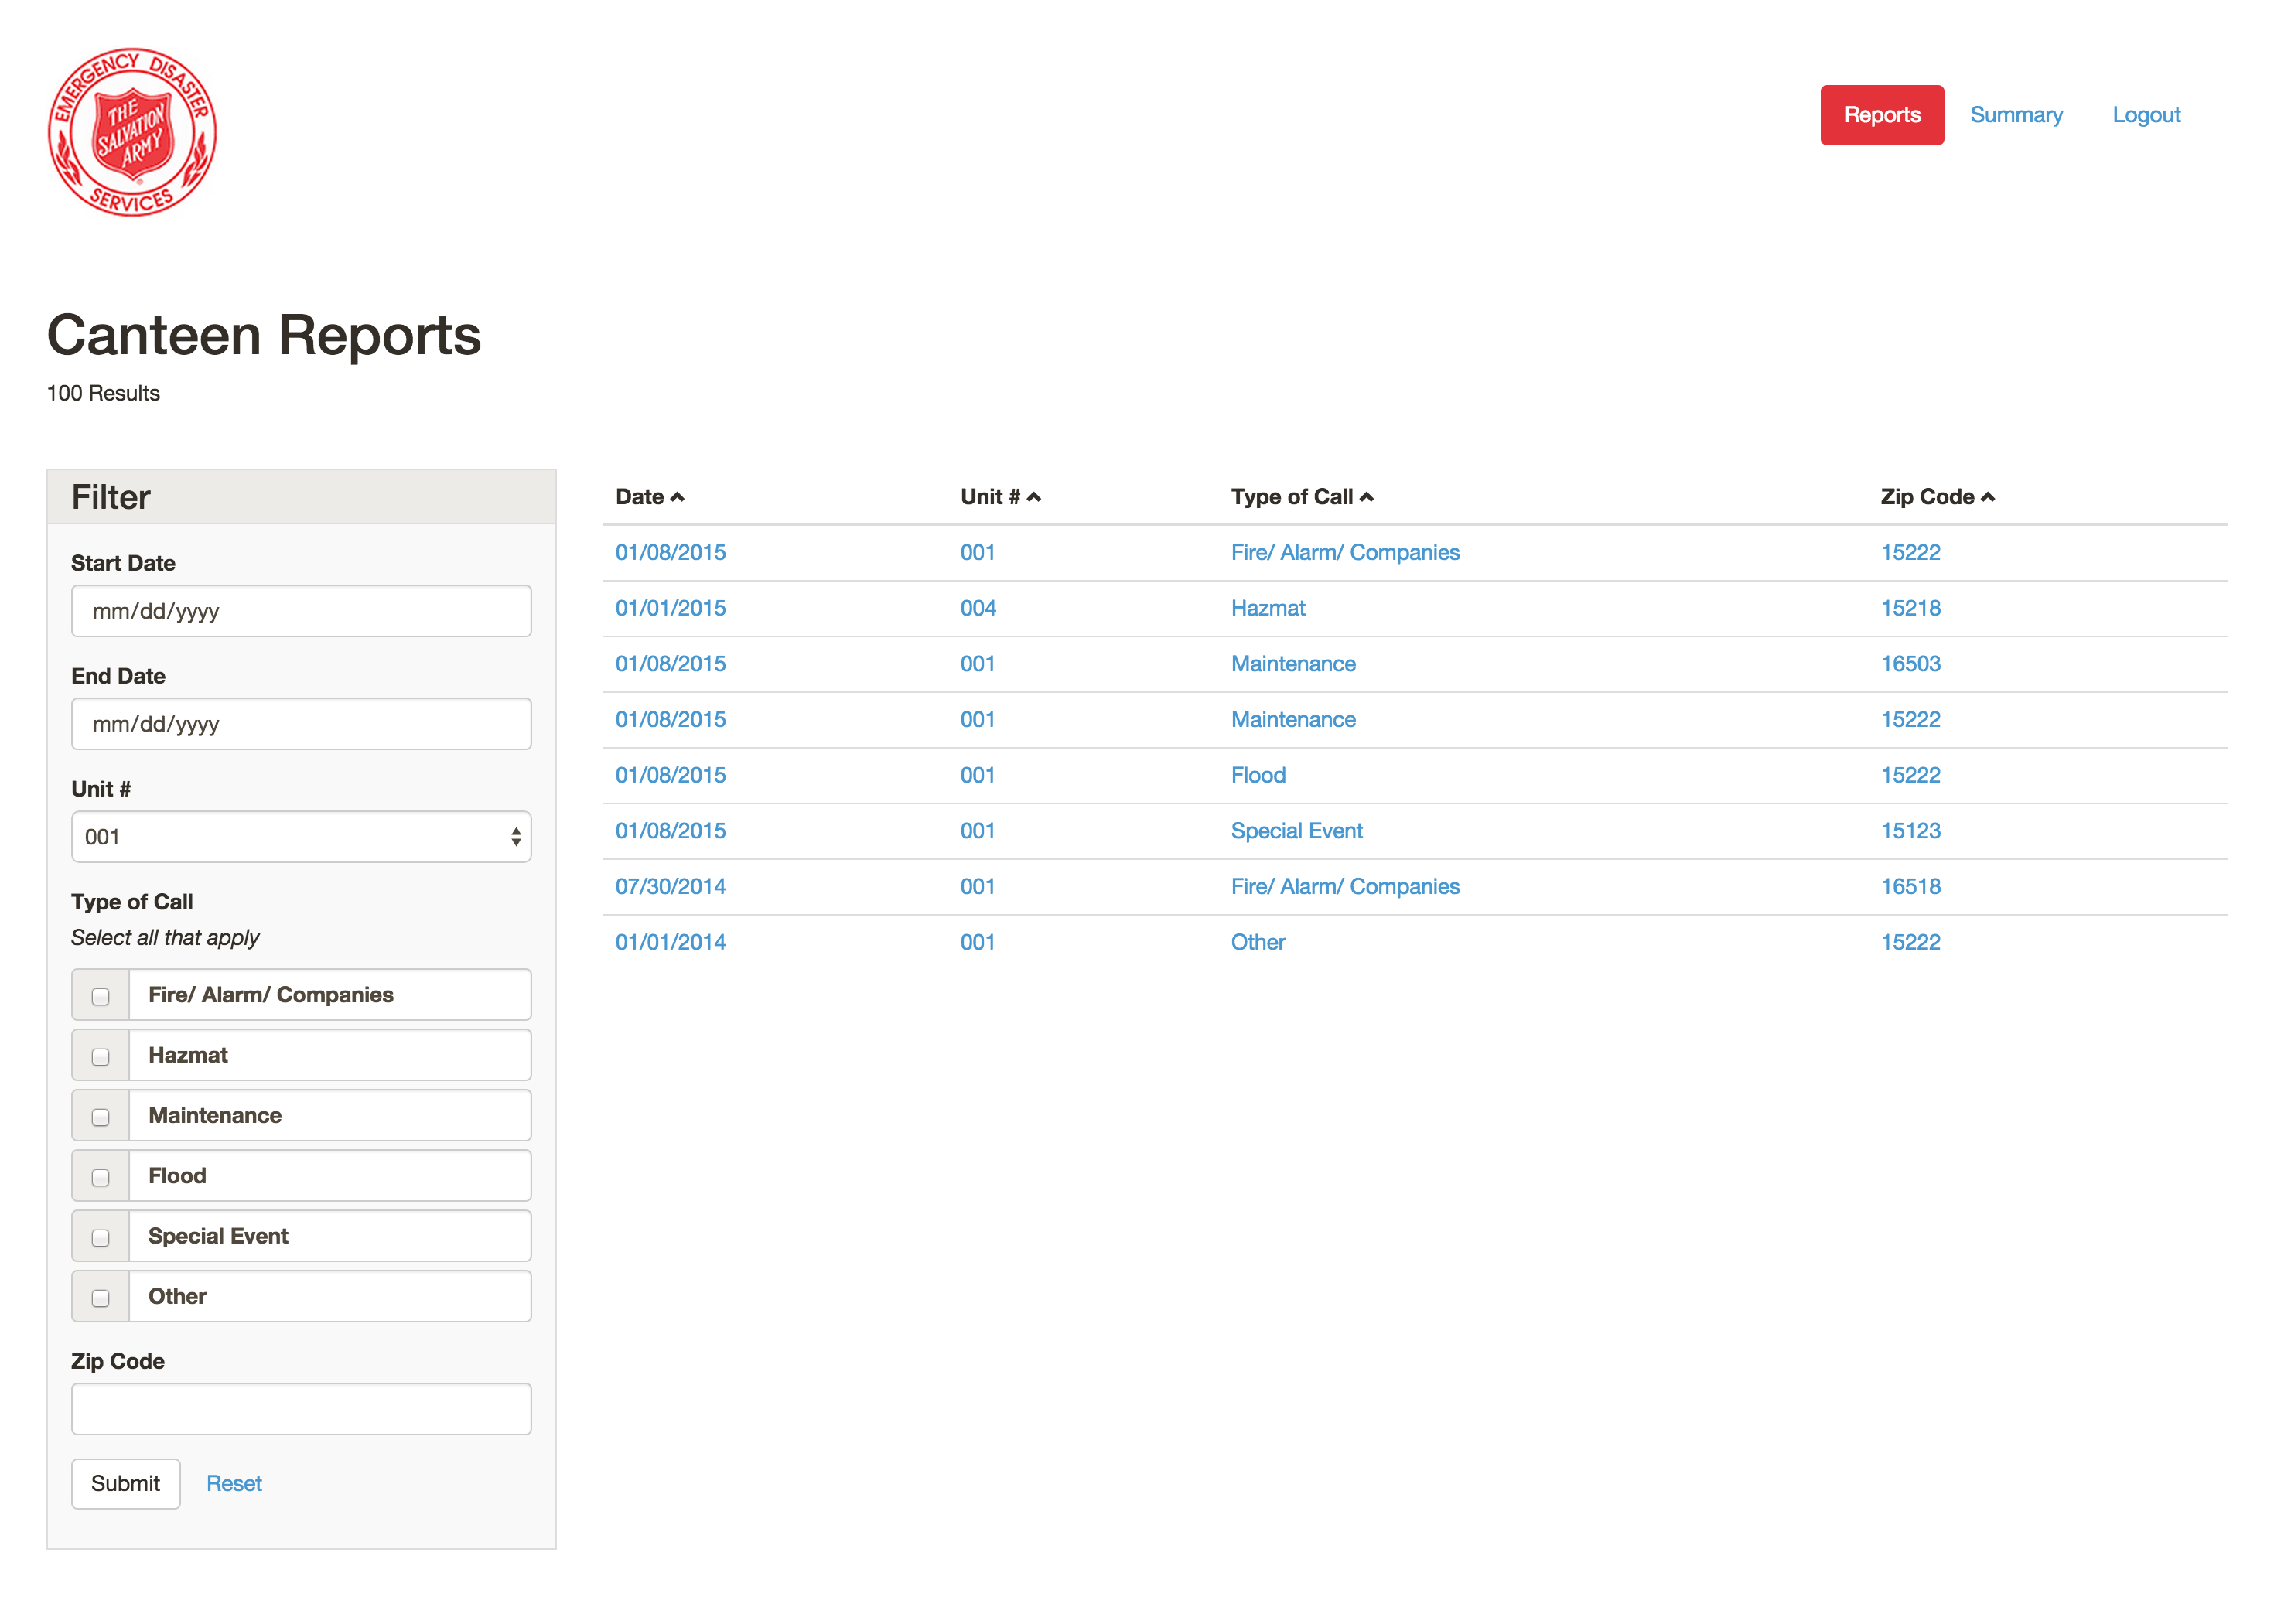 EMERGENCY DISASTER
THE
SALVATION
ARMY
SERVICES
Reports Summary Logout
Canteen Reports
100 Results
Filter
Start Date
mm/dd/yyyy
End Date
mm/dd/yyyy
Unit #
001
Type of Call
Select all that apply
Fire/ Alarm/ Companies
Hazmat
Maintenance
Flood
Special Event
Other
Zip Code
Submit Reset
Date Unit # Type of Call Zip Code
01/08/2015 001 Fire/ Alarm/ Companies 15222
01/01/2015 004 Hazmat 15218
01/08/2015 001 Maintenance 16503
01/08/2015 001 Maintenance 15222
01/08/2015 001 Flood 15222
01/08/2015 001 Special Event 15123
07/30/2014 001 Fire/ Alarm/ Companies 16518
01/01/2014 001 Other 15222